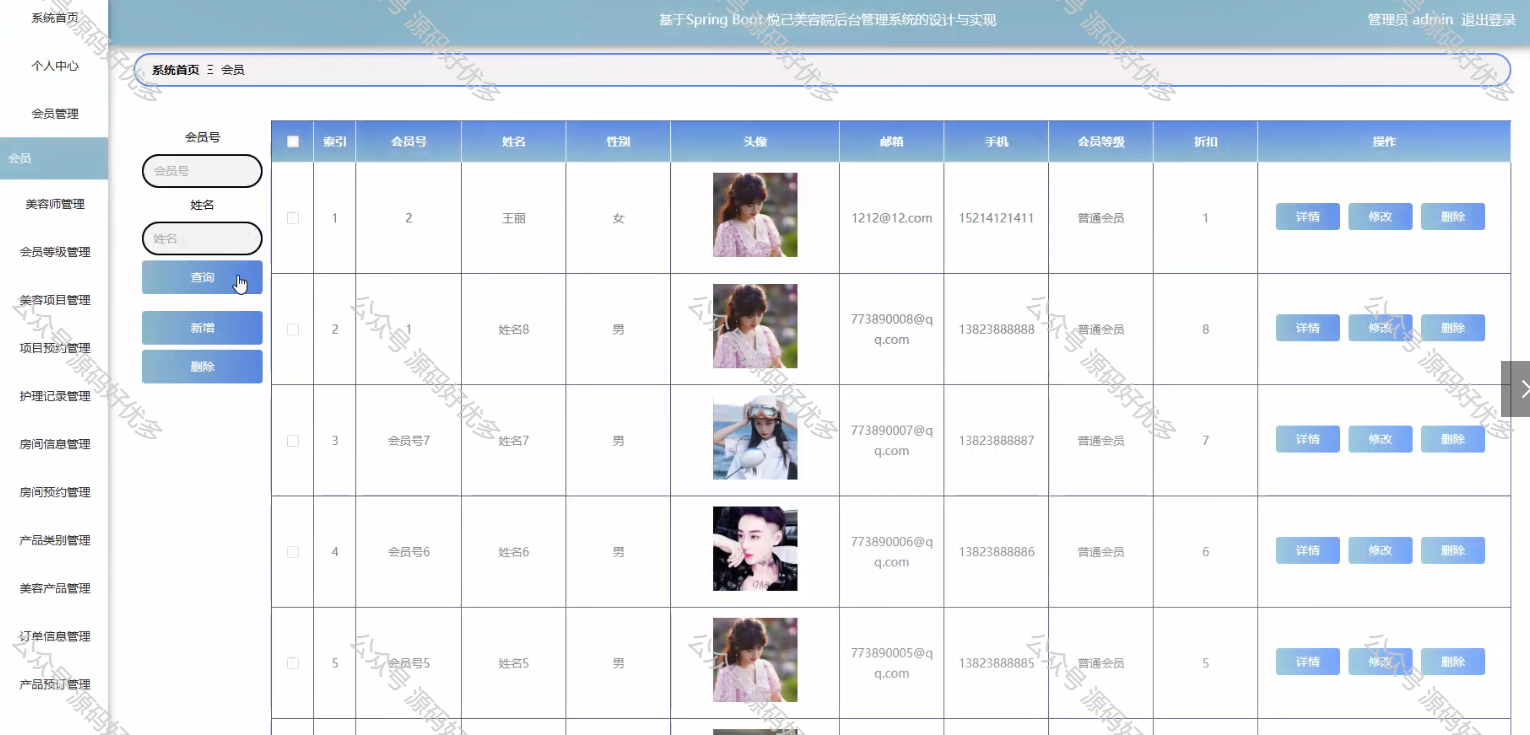 基于Spring Boot 悦己美容院后台管理系统的设计与实现
管理员 admin 退出登录
系统首页
个人中心
会员管理
会员
美容师管理
会员等级管理
美容项目管理
项目预约管理
护理记录管理
房间信息管理
房间预约管理
产品类别管理
美容产品管理
订单信息管理
产品预订管理
系统首页 Ξ 会员
会员号
会员号
姓名
姓名
查询
新增
删除
索引 会员号 姓名 性别 头像 邮箱 手机 会员等级 折扣 操作
1 2 王丽 女 1212@12.com 15214121411 普通会员 1 详情 修改 删除
2 1 姓名8 男 773890008@q
q.com 13823888888 普通会员 8 详情 修改 删除
3 会员号7 姓名7 男 773890007@q
q.com 13823888887 普通会员 7 详情 修改 删除
4 会员号6 姓名6 男 773890006@q
q.com 13823888886 普通会员 6 详情 修改 删除
5 会员号5 姓名5 男 773890005@q
q.com 13823888885 普通会员 5 详情 修改 删除
公众号 源码好优多